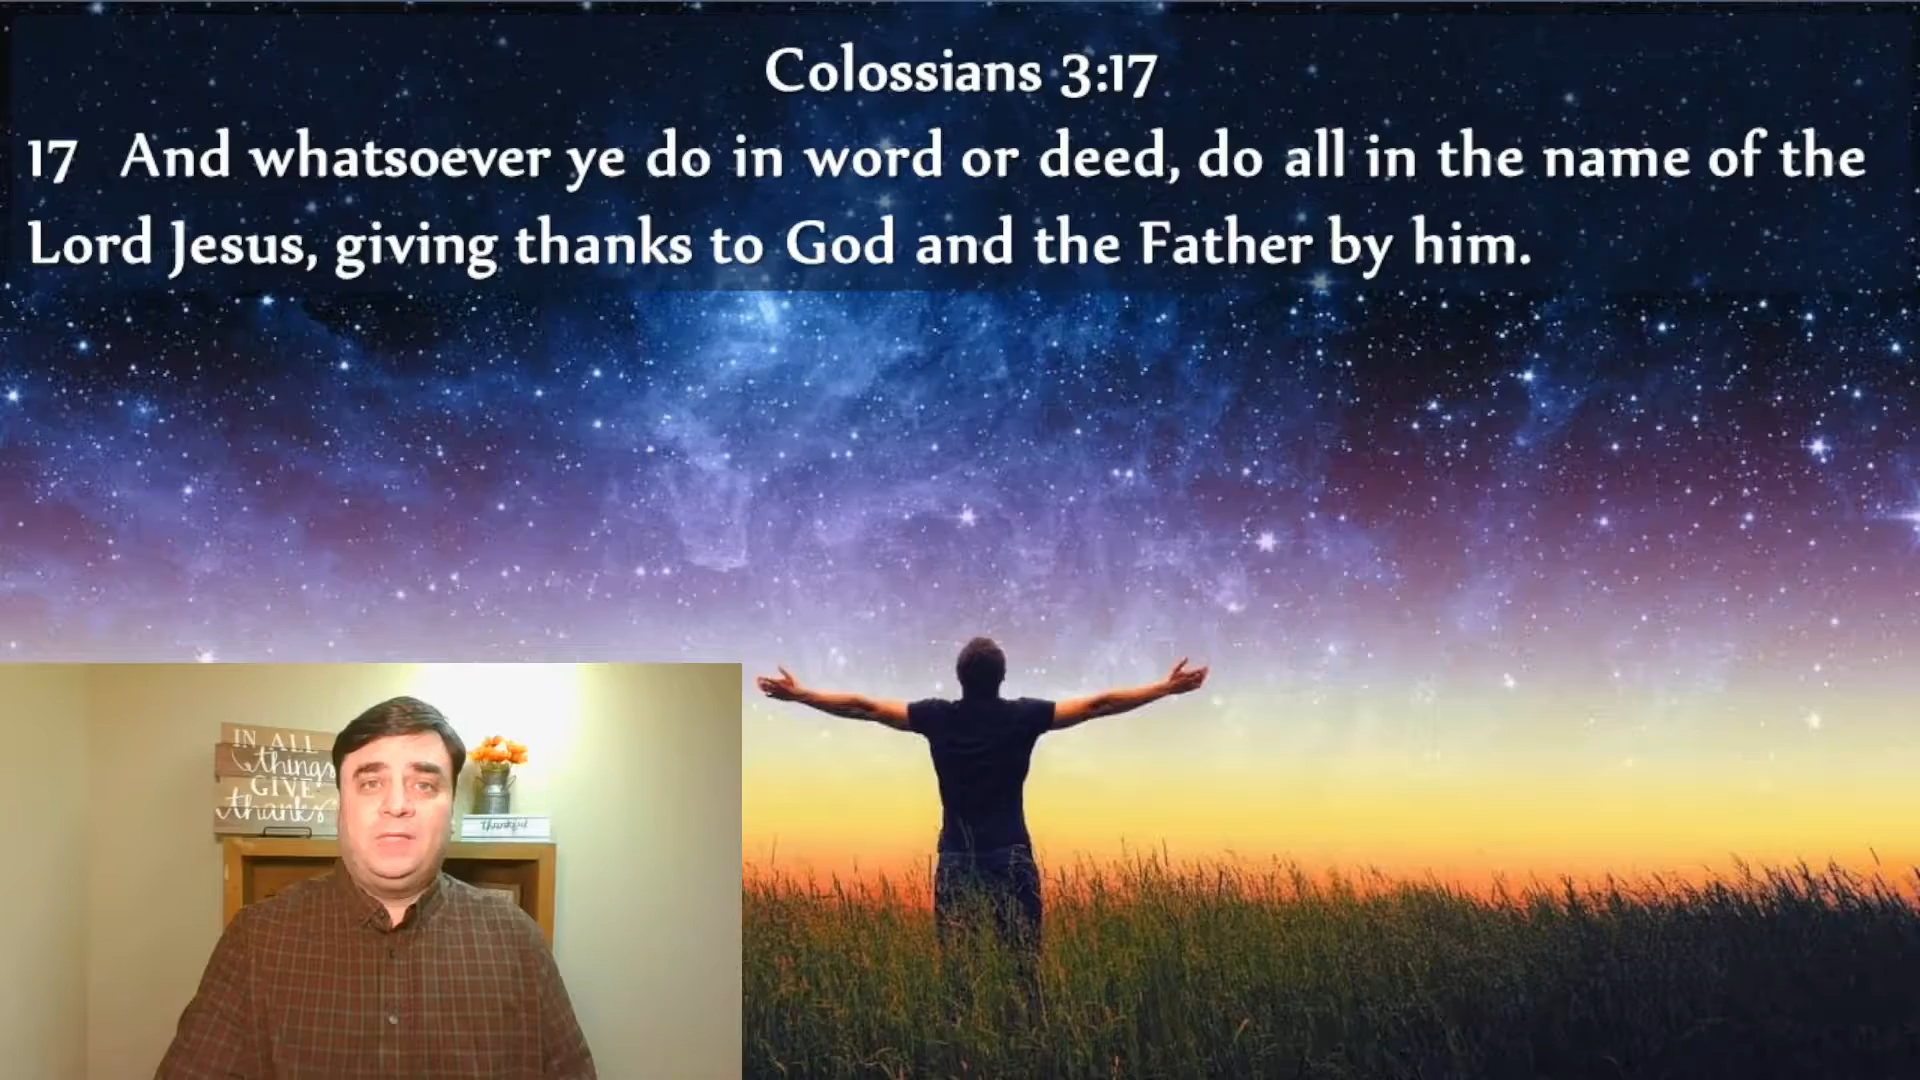 Colossians 3:17
17 And whatsoever ye do in word or deed, do all in the name of the
Lord Jesus, giving thanks to God and the Father by him.
IN ALL
things
GIVE
thanks
thankful